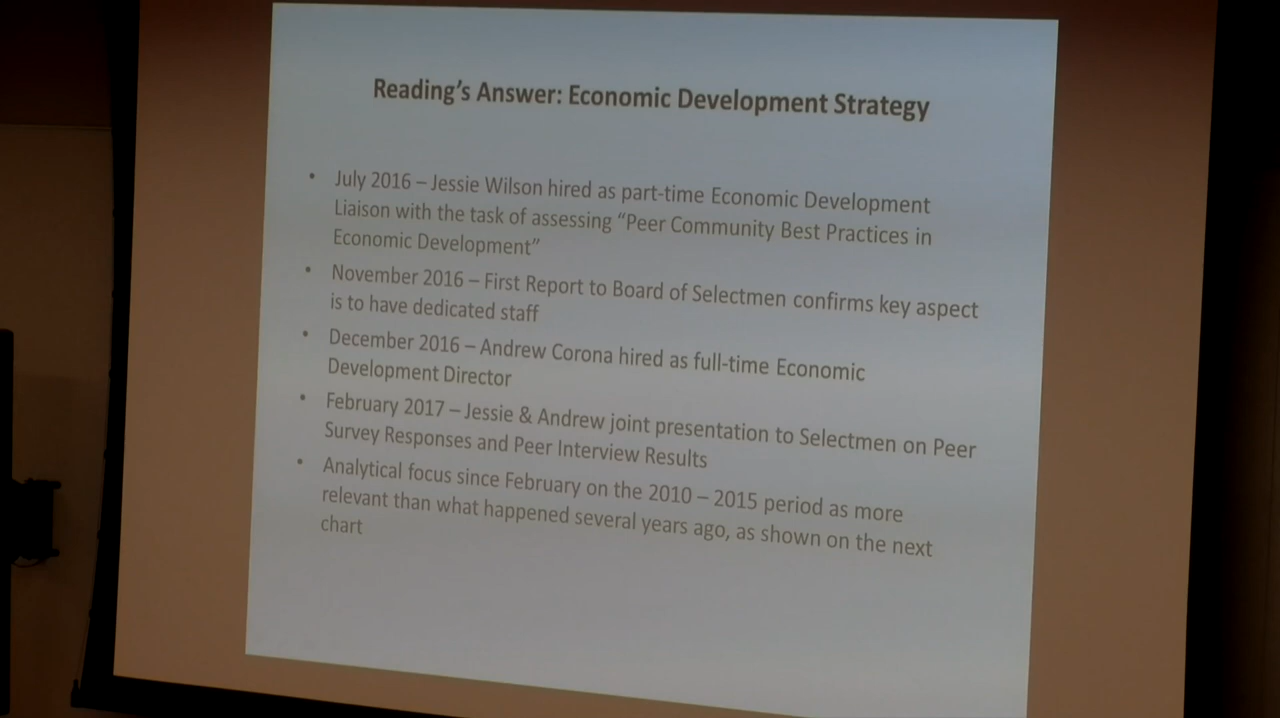 Reading's Answer: Economic Development Strategy
• July 2016 – Jessie Wilson hired as part-time Economic Development
Liaison with the task of assessing “Peer Community Best Practices in
Economic Development”
• November 2016 – First Report to Board of Selectmen confirms key aspect
is to have dedicated staff
• December 2016 – Andrew Corona hired as full-time Economic
Development Director
• February 2017 – Jessie & Andrew joint presentation to Selectmen on Peer
Survey Responses and Peer Interview Results
• Analytical focus since February on the 2010 – 2015 period as more
relevant than what happened several years ago, as shown on the next
chart